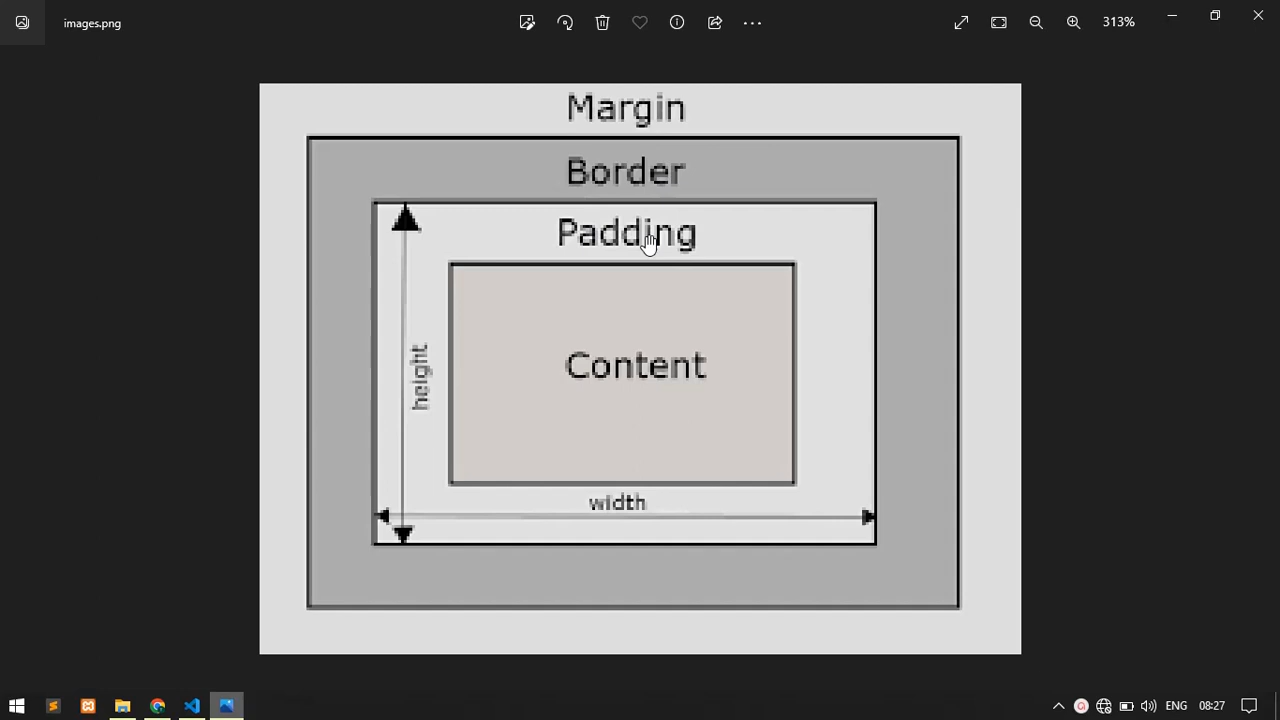 images.png
313%
Margin
Border
Padding
height
Content
width
ENG
08:27